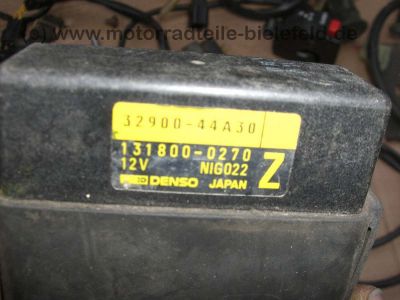 (c) www.motorradteile-bielefeld.de
32900-44A30
131800-0270
12V NIG022 Z
DENSO JAPAN